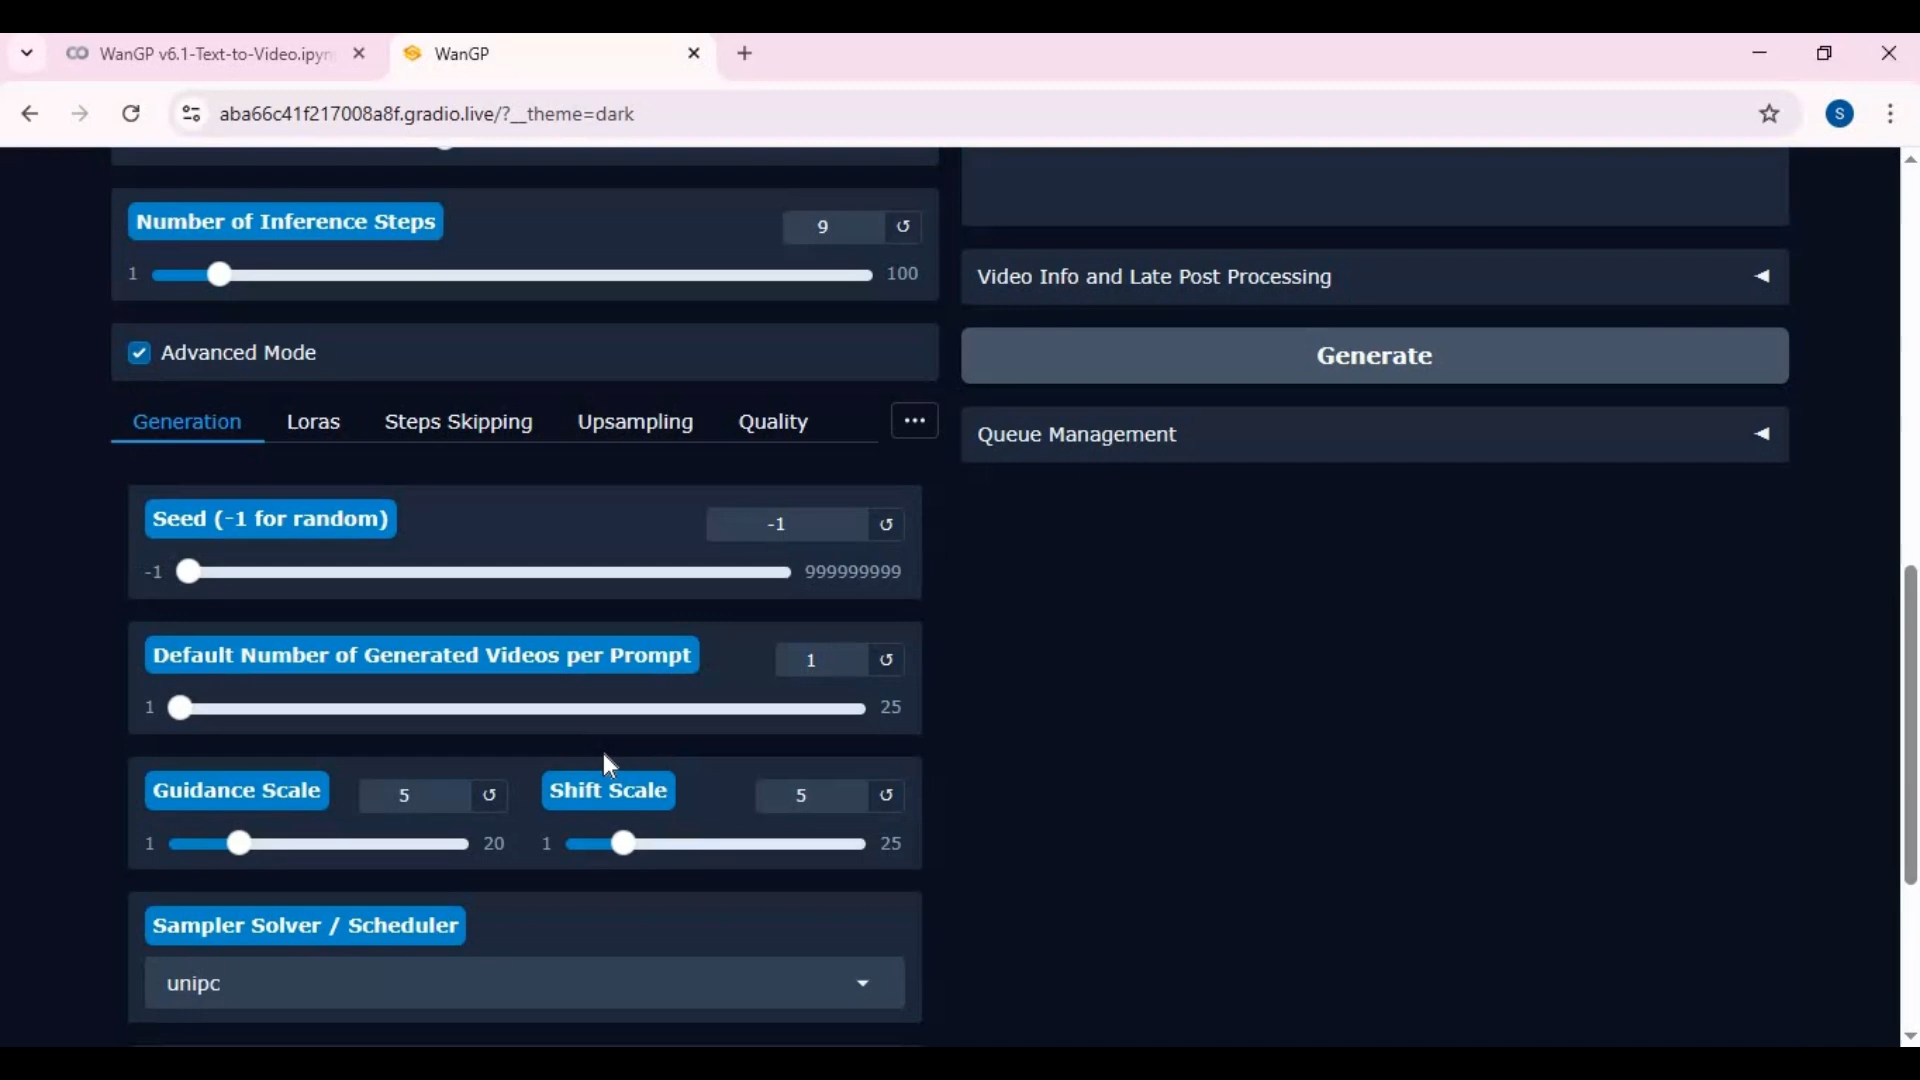 WanGP v6.1-Text-to-Video.ipyn
WanGP
aba66c41f217008a8f.gradio.live/?__theme=dark
S
Number of Inference Steps
9
1
100
Advanced Mode
Generation Loras Steps Skipping Upsampling Quality ...
Seed (-1 for random)
-1
-1
999999999
Default Number of Generated Videos per Prompt
1
1
25
Guidance Scale
5
1
20
Shift Scale
5
1
25
Sampler Solver / Scheduler
unipc
Video Info and Late Post Processing
Generate
Queue Management